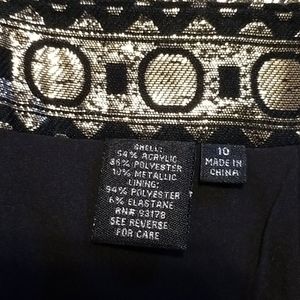 SHELL:
54% ACRYLIC
36% POLYESTER
10% METALLIC
LINING:
94% POLYESTER
6% ELASTANE
RN# 93178
SEE REVERSE
FOR CARE
10
MADE IN
CHINA